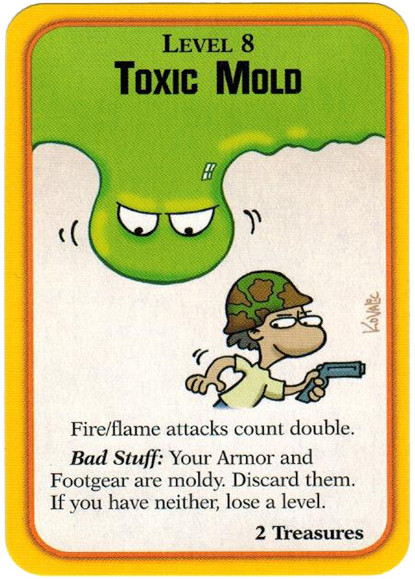 Level 8
Toxic Mold
Kovalic
Fire/flame attacks count double.
Bad Stuff: Your Armor and
Footgear are moldy. Discard them.
If you have neither, lose a level.
2 Treasures